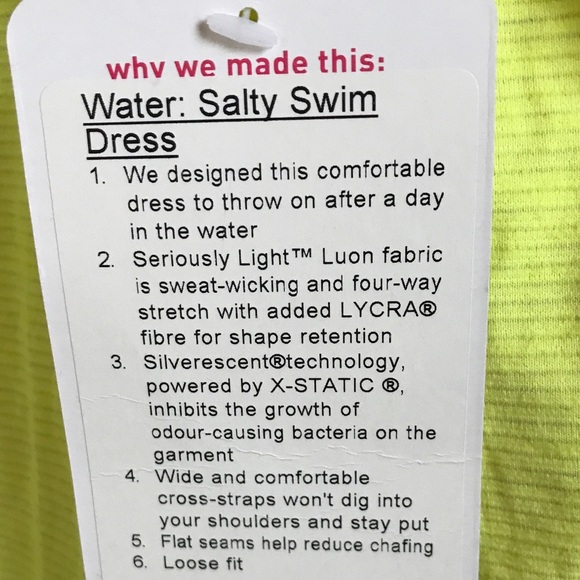 why we made this:
Water: Salty Swim
Dress
1. We designed this comfortable
dress to throw on after a day
in the water
2. Seriously Light™ Luon fabric
is sweat-wicking and four-way
stretch with added LYCRA®
fibre for shape retention
3. Silverescent®technology,
powered by X-STATIC ®,
inhibits the growth of
odour-causing bacteria on the
garment
4. Wide and comfortable
cross-straps won't dig into
your shoulders and stay put
5. Flat seams help reduce chafing
6. Loose fit